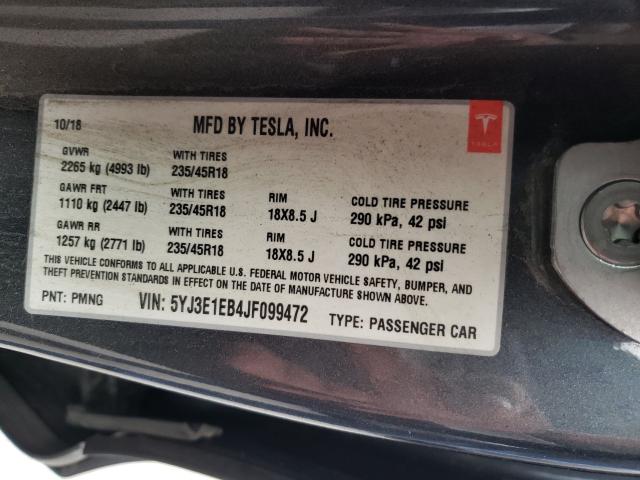 10/18 MFD BY TESLA, INC.
TESLA
GVWR WITH TIRES
2265 kg (4993 lb) 235/45R18
GAWR FRT WITH TIRES RIM COLD TIRE PRESSURE
1110 kg (2447 lb) 235/45R18 18X8.5 J 290 kPa, 42 psi
GAWR RR WITH TIRES RIM COLD TIRE PRESSURE
1257 kg (2771 lb) 235/45R18 18X8.5 J 290 kPa, 42 psi
THIS VEHICLE CONFORMS TO ALL APPLICABLE U.S. FEDERAL MOTOR VEHICLE SAFETY, BUMPER, AND
THEFT PREVENTION STANDARDS IN EFFECT ON THE DATE OF MANUFACTURE SHOWN ABOVE.
PNT: PMNG VIN: 5YJ3E1EB4JF099472 TYPE: PASSENGER CAR